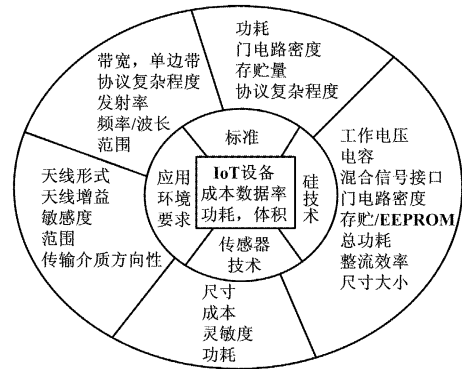 功耗
门电路密度
存贮量
协议复杂程度
带宽，单边带
协议复杂程度
发射率
频率/波长
范围
标准
工作电压
电容
混合信号接口
门电路密度
存贮/EEPROM
总功耗
整流效率
尺寸大小
天线形式
天线增益
敏感度
范围
传输介质方向性
应用
环境
要求
IoT设备
成本数据率
功耗，体积
硅
技
术
传感器
技术
尺寸
成本
灵敏度
功耗